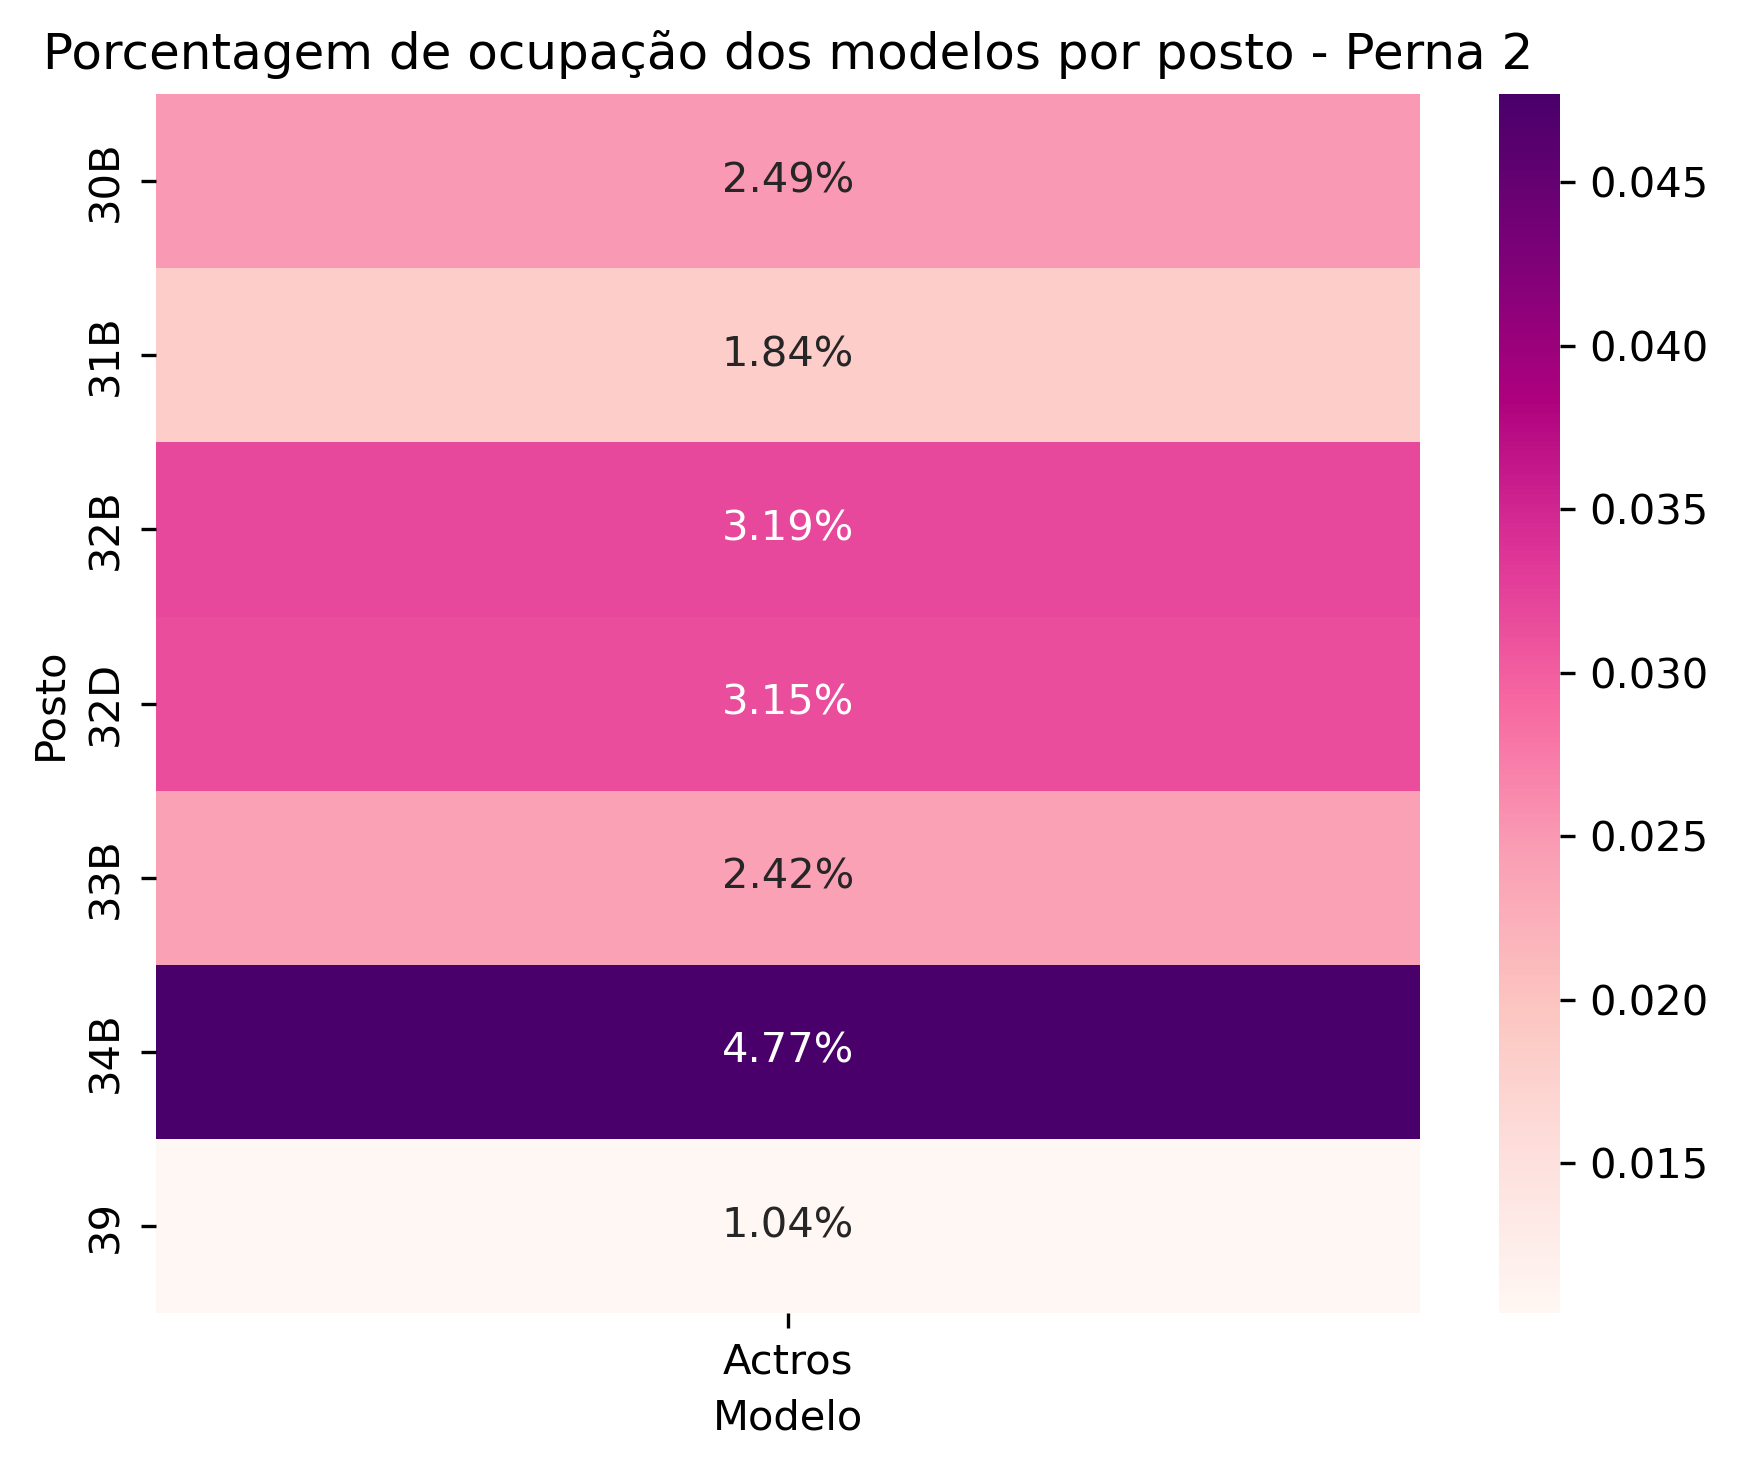 Porcentagem de ocupação dos modelos por posto - Perna 2
Posto
30B
2.49%
31B
1.84%
32B
3.19%
32D
3.15%
33B
2.42%
34B
4.77%
39
1.04%
Actros
Modelo
0.045
0.040
0.035
0.030
0.025
0.020
0.015